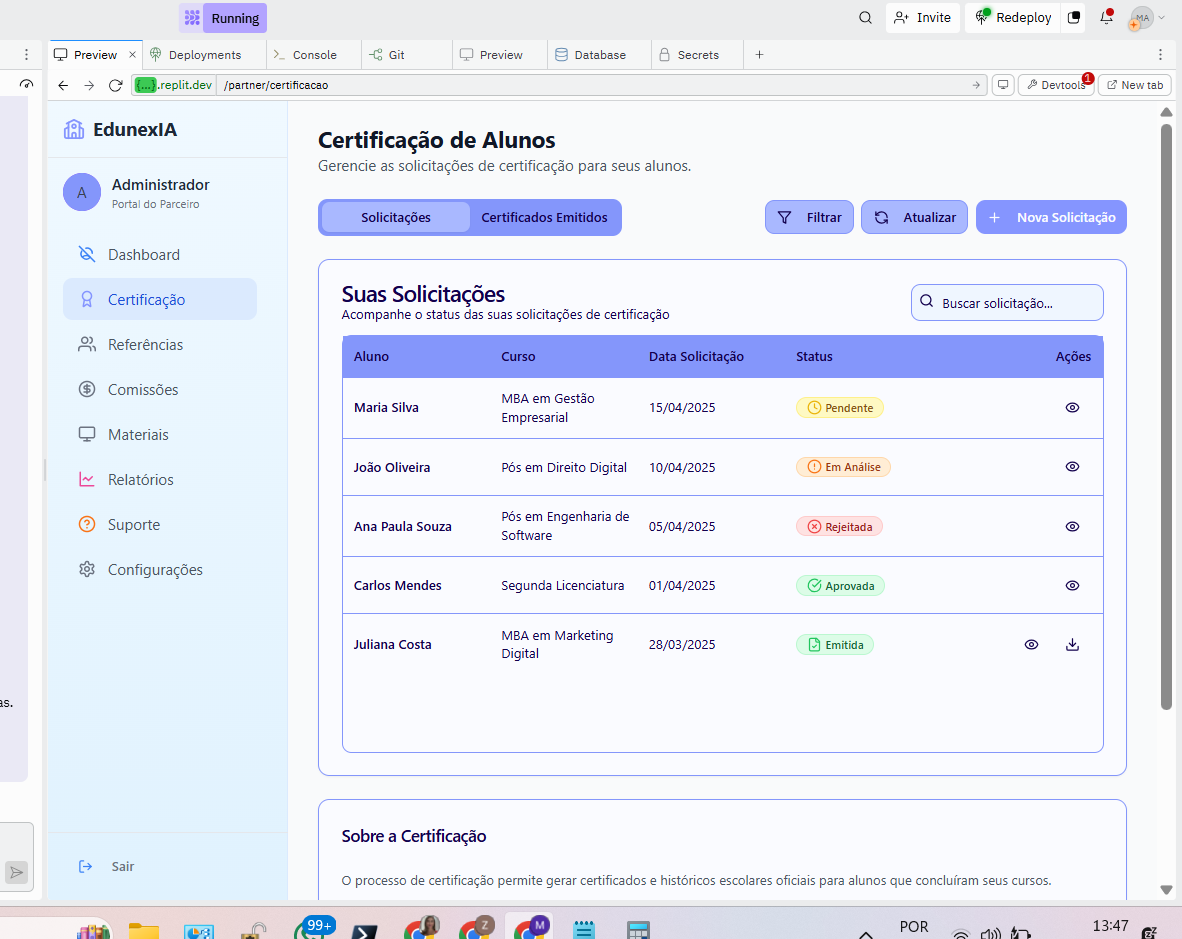 Running
Invite
Redeploy
MA
Preview
Deployments
Console
Git
Preview
Database
Secrets
{...}.replit.dev
/partner/certificacao
Devtools
1
New tab
EdunexIA
A
Administrador
Portal do Parceiro
Dashboard
Certificação
Referências
Comissões
Materiais
Relatórios
Suporte
Configurações
Sair
as.
Certificação de Alunos
Gerencie as solicitações de certificação para seus alunos.
Solicitações
Certificados Emitidos
Filtrar
Atualizar
Nova Solicitação
Suas Solicitações
Acompanhe o status das suas solicitações de certificação
Buscar solicitação...
Aluno Curso Data Solicitação Status Ações
Maria Silva MBA em Gestão Empresarial 15/04/2025 Pendente
João Oliveira Pós em Direito Digital 10/04/2025 Em Análise
Ana Paula Souza Pós em Engenharia de Software 05/04/2025 Rejeitada
Carlos Mendes Segunda Licenciatura 01/04/2025 Aprovada
Juliana Costa MBA em Marketing Digital 28/03/2025 Emitida
Sobre a Certificação
O processo de certificação permite gerar certificados e históricos escolares oficiais para alunos que concluíram seus cursos.
99+
Z
M
POR
13:47